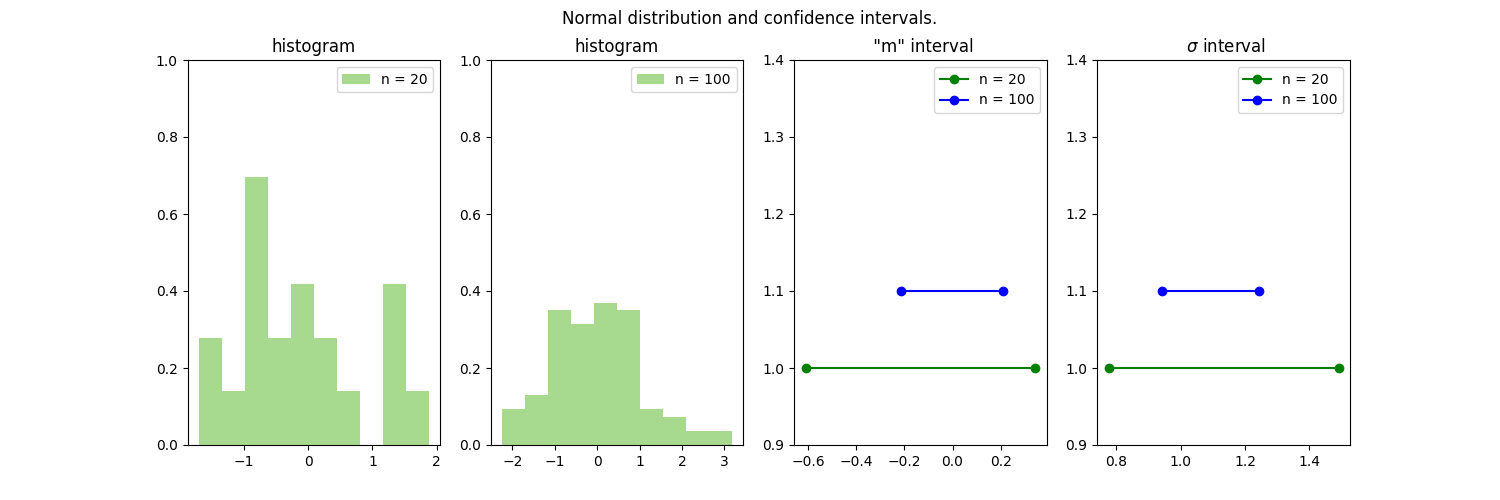 Normal distribution and confidence intervals.
histogram
n = 20
1.0
0.8
0.6
0.4
0.2
0.0
−1 0 1 2
histogram
n = 100
1.0
0.8
0.6
0.4
0.2
0.0
−2 −1 0 1 2 3
"m" interval
n = 20
n = 100
1.4
1.3
1.2
1.1
1.0
0.9
−0.6 −0.4 −0.2 0.0 0.2
σ interval
n = 20
n = 100
1.4
1.3
1.2
1.1
1.0
0.9
0.8 1.0 1.2 1.4